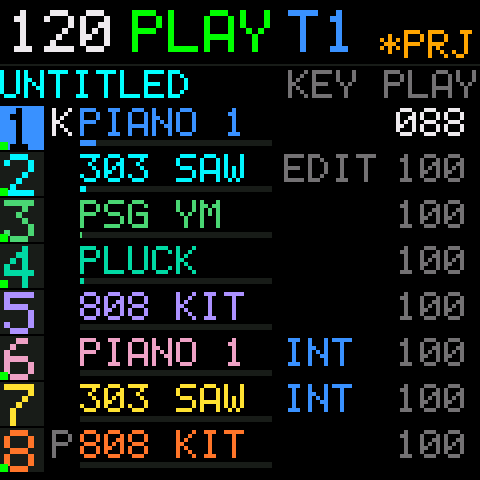 120 PLAY T1 *PRJ
UNTITLED KEY PLAY
1 K PIANO 1 088
2 303 SAW EDIT 100
3 PSG YM 100
4 PLUCK 100
5 808 KIT 100
6 PIANO 1 INT 100
7 303 SAW INT 100
8 P 808 KIT 100